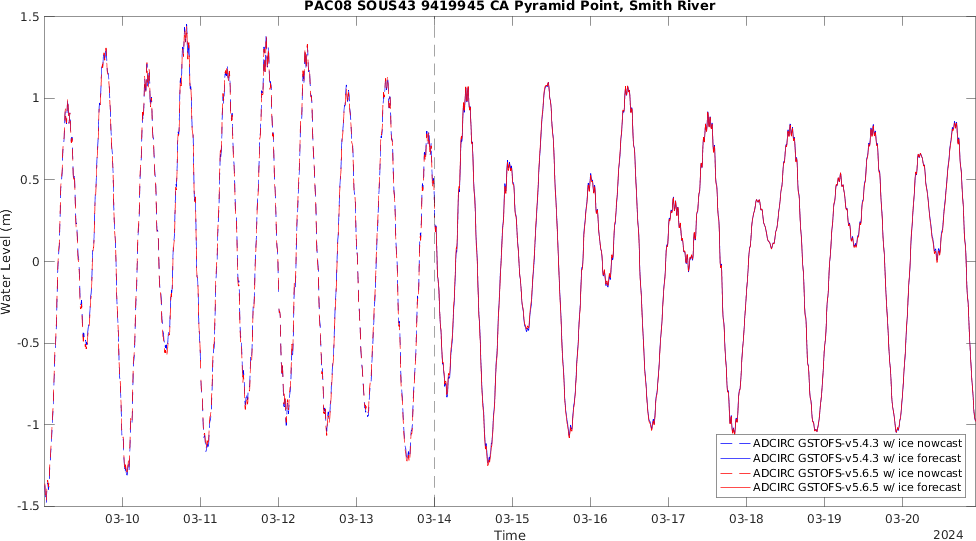 PAC08 SOUS43 9419945 CA Pyramid Point, Smith River
1.5
1
0.5
0
-0.5
-1
-1.5
Water Level (m)
03-10 03-11 03-12 03-13 03-14 03-15 03-16 03-17 03-18 03-19 03-20
Time
2024
ADCIRC GSTOFS-v5.4.3 w/ ice nowcast
ADCIRC GSTOFS-v5.4.3 w/ ice forecast
ADCIRC GSTOFS-v5.6.5 w/ ice nowcast
ADCIRC GSTOFS-v5.6.5 w/ ice forecast